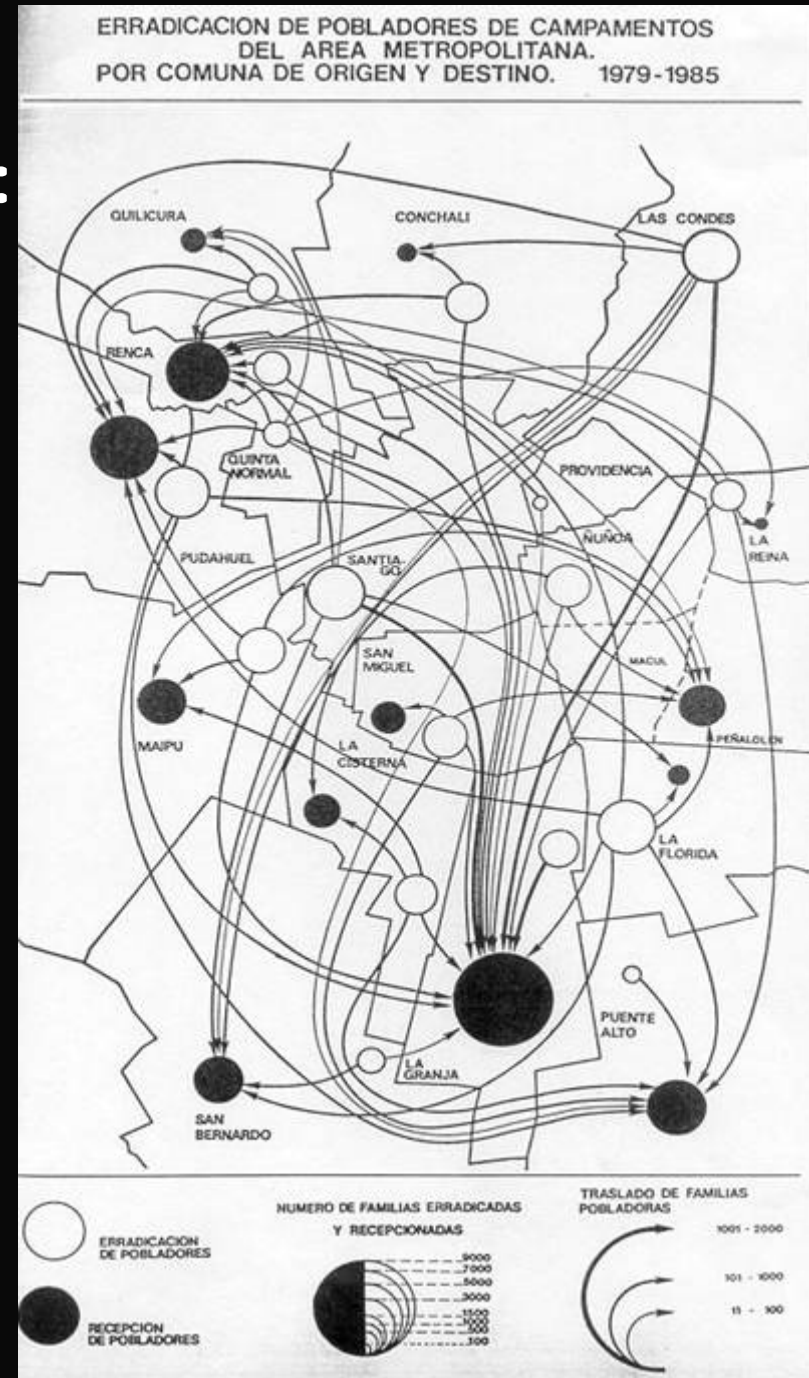 ERRADICACION DE POBLADORES DE CAMPAMENTOS
DEL AREA METROPOLITANA.
POR COMUNA DE ORIGEN Y DESTINO. 1979-1985
QUILICURA
CONCHALI
LAS CONDES
RENCA
QUINTA
NORMAL
PROVIDENCIA
ÑUÑOA
LA
REINA
PUDAHUEL
SANTIA-
GO
SAN
MIGUEL
MACUL
MAIPU
LA
CISTERNA
PEÑALOLEN
LA
FLORIDA
PUENTE
ALTO
LA
GRANJA
SAN
BERNARDO
ERRADICACION
DE POBLADORES
RECEPCION
DE POBLADORES
NUMERO DE FAMILIAS ERRADICADAS
Y RECEPCIONADAS
9000
7000
5000
3000
1500
1000
500
100
TRASLADO DE FAMILIAS
POBLADORAS
1001 - 2000
101 - 1000